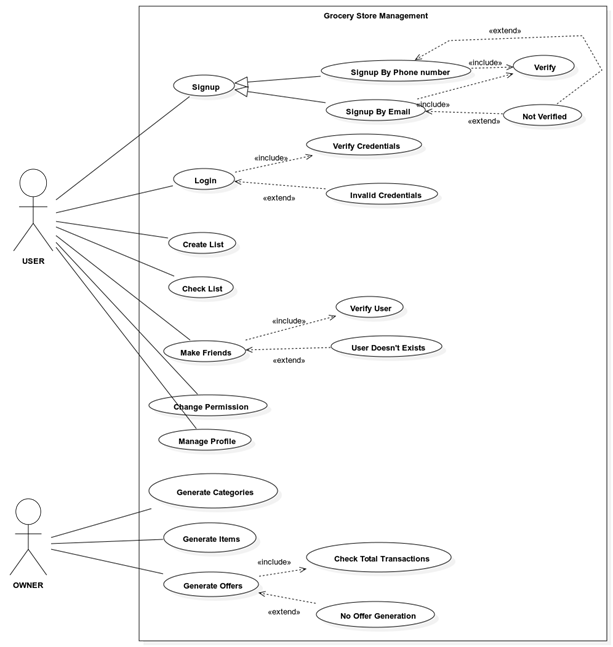 Grocery Store Management
«extend»
Signup By Phone number
«include»
Verify
Signup
Signup By Email
«include»
«extend»
Not Verified
Verify Credentials
«include»
Login
Invalid Credentials
«extend»
USER
Create List
Check List
Verify User
«include»
Make Friends
User Doesn't Exists
«extend»
Change Permission
Manage Profile
Generate Categories
Generate Items
Check Total Transactions
«include»
OWNER
Generate Offers
«extend»
No Offer Generation